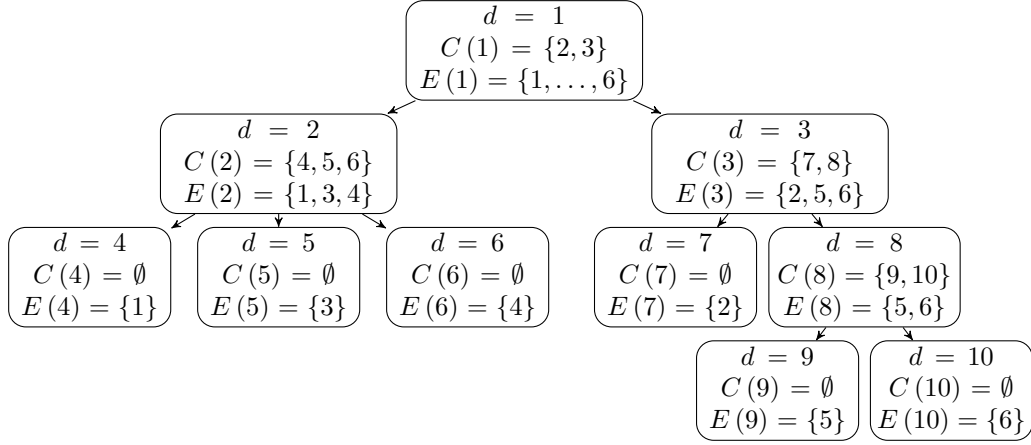 d = 1
C (1) = {2, 3}
E (1) = {1, . . . , 6}
d = 2
C (2) = {4, 5, 6}
E (2) = {1, 3, 4}
d = 3
C (3) = {7, 8}
E (3) = {2, 5, 6}
d = 4
C (4) = ∅
E (4) = {1}
d = 5
C (5) = ∅
E (5) = {3}
d = 6
C (6) = ∅
E (6) = {4}
d = 7
C (7) = ∅
E (7) = {2}
d = 8
C (8) = {9, 10}
E (8) = {5, 6}
d = 9
C (9) = ∅
E (9) = {5}
d = 10
C (10) = ∅
E (10) = {6}